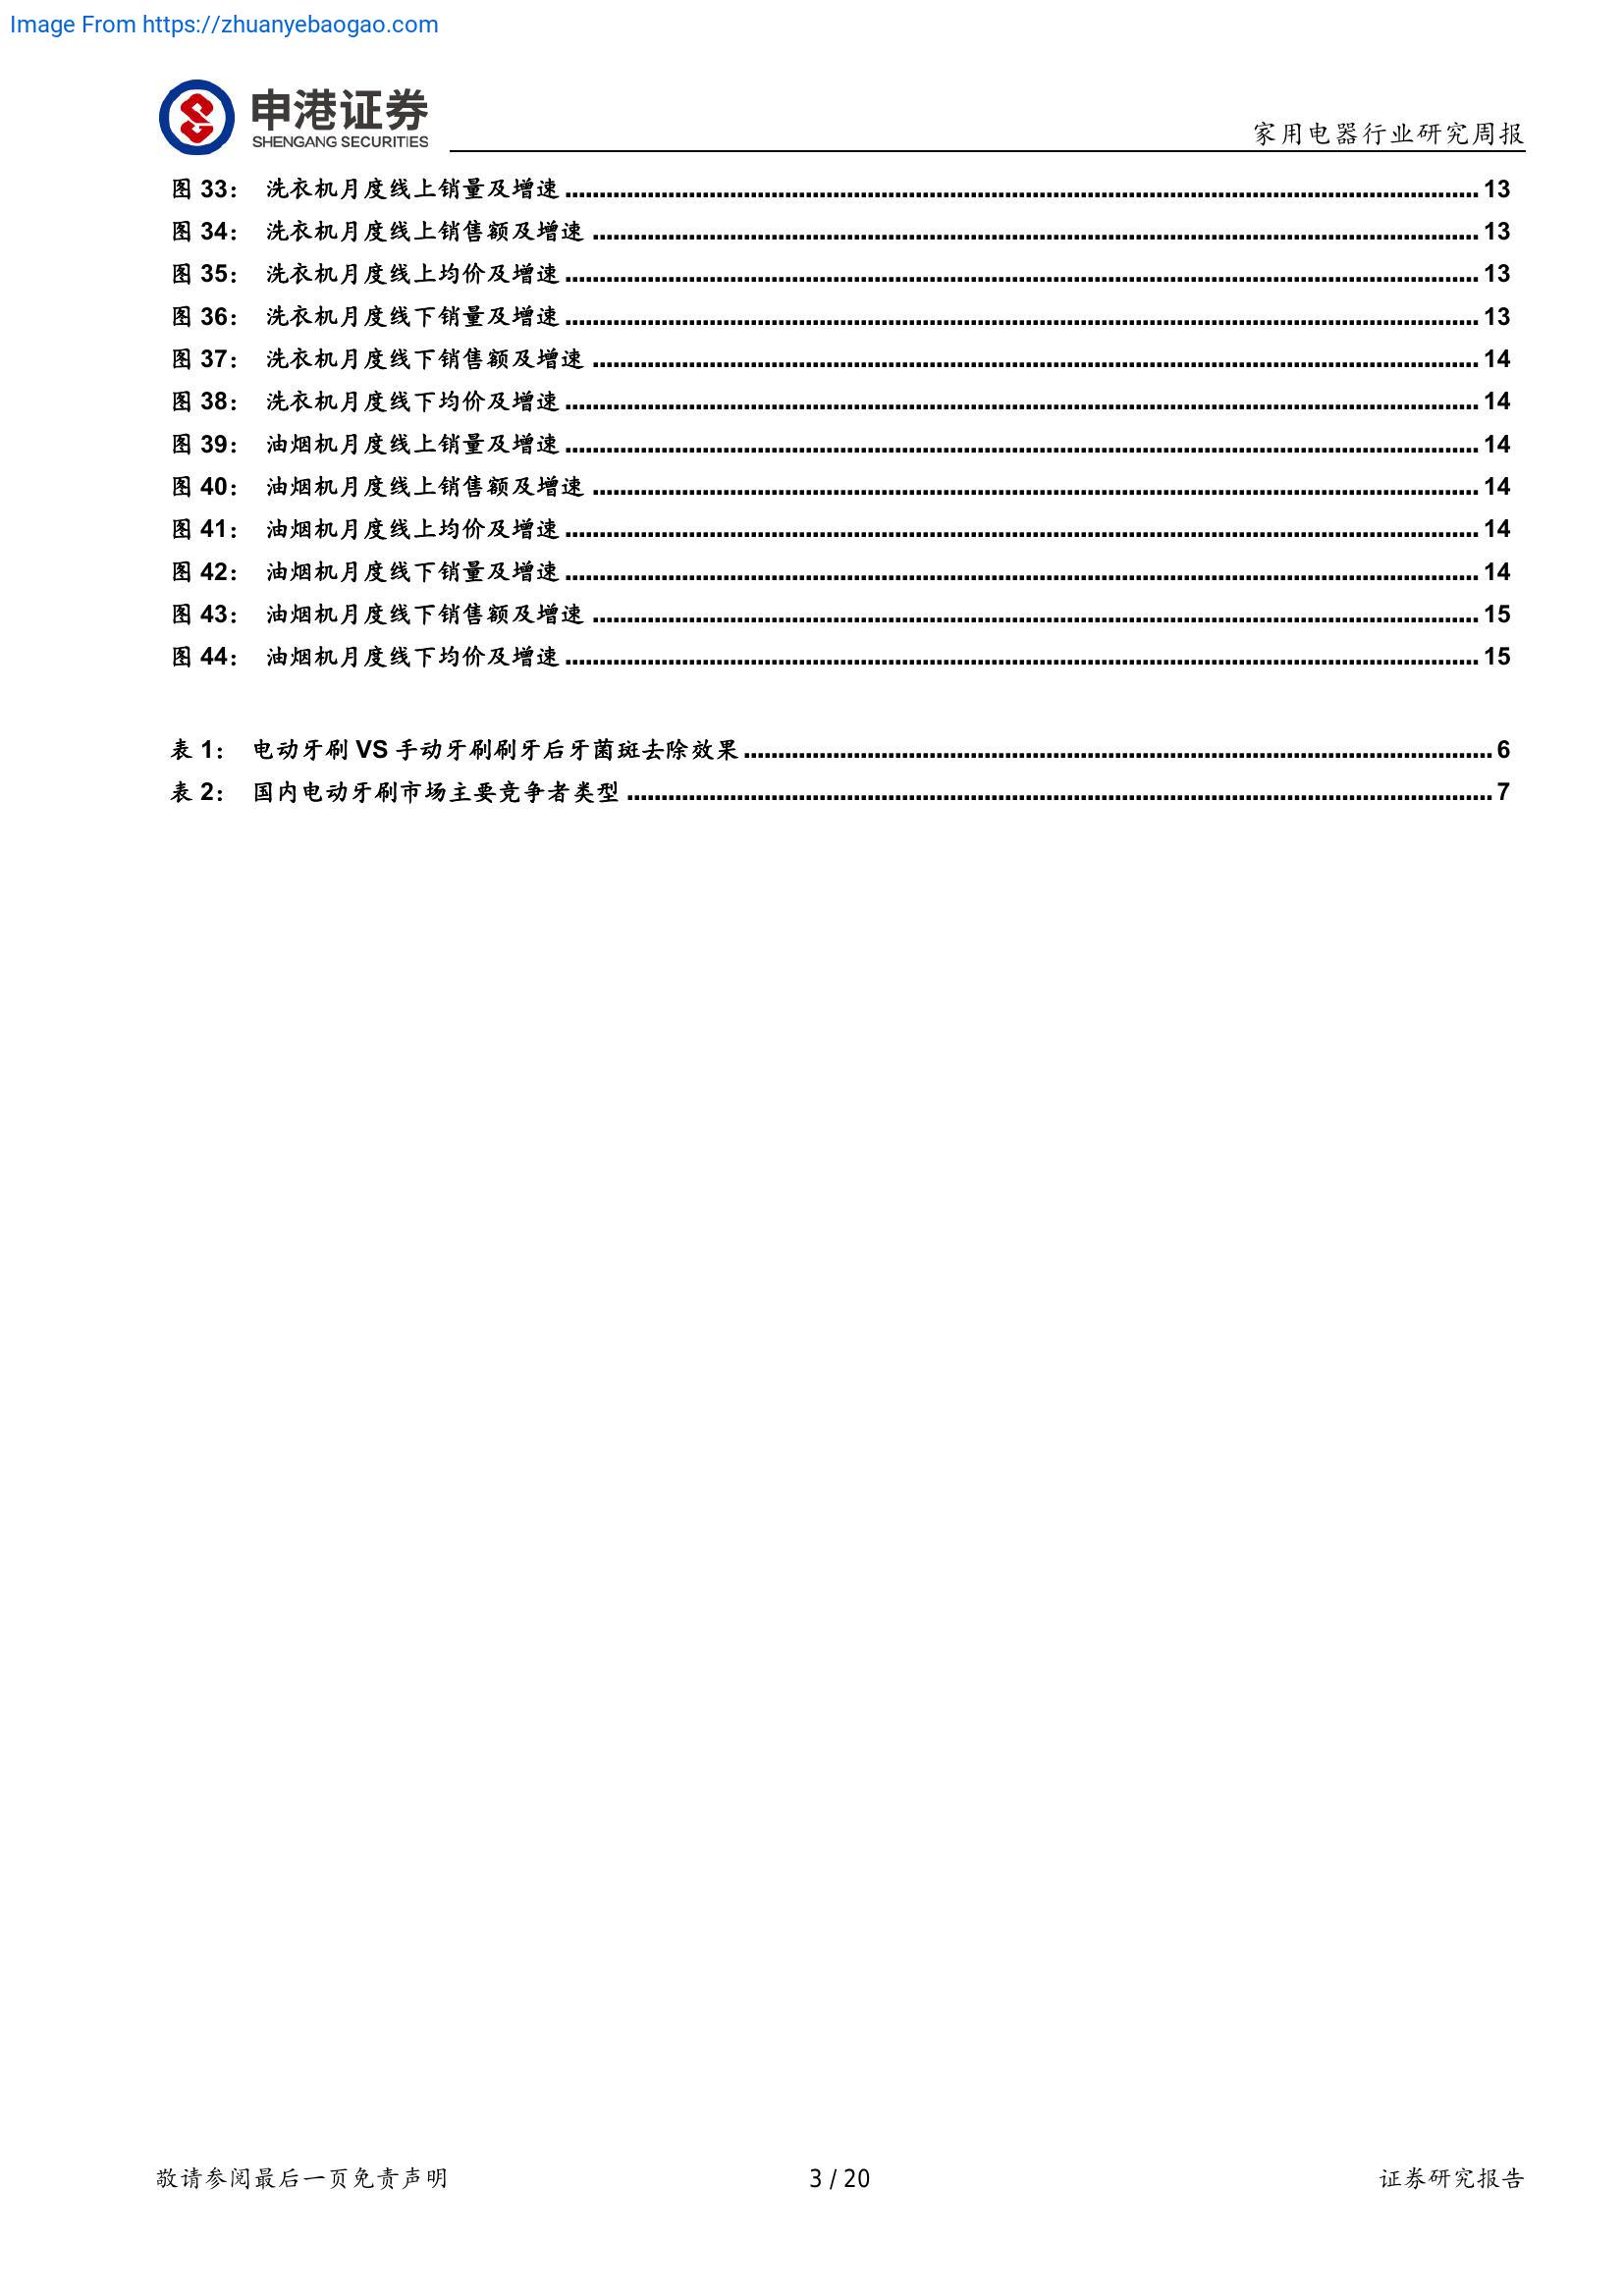 Image From https://zhuanyebaogao.com
申港证券
SHENGANG SECURITIES
家用电器行业研究周报
图 33： 洗衣机月度线上销量及增速 13
图 34： 洗衣机月度线上销售额及增速 13
图 35： 洗衣机月度线上均价及增速 13
图 36： 洗衣机月度线下销量及增速 13
图 37： 洗衣机月度线下销售额及增速 14
图 38： 洗衣机月度线下均价及增速 14
图 39： 油烟机月度线上销量及增速 14
图 40： 油烟机月度线上销售额及增速 14
图 41： 油烟机月度线上均价及增速 14
图 42： 油烟机月度线下销量及增速 14
图 43： 油烟机月度线下销售额及增速 15
图 44： 油烟机月度线下均价及增速 15
表 1： 电动牙刷 VS 手动牙刷刷牙后牙菌斑去除效果 6
表 2： 国内电动牙刷市场主要竞争者类型 7
敬请参阅最后一页免责声明
3 / 20
证券研究报告